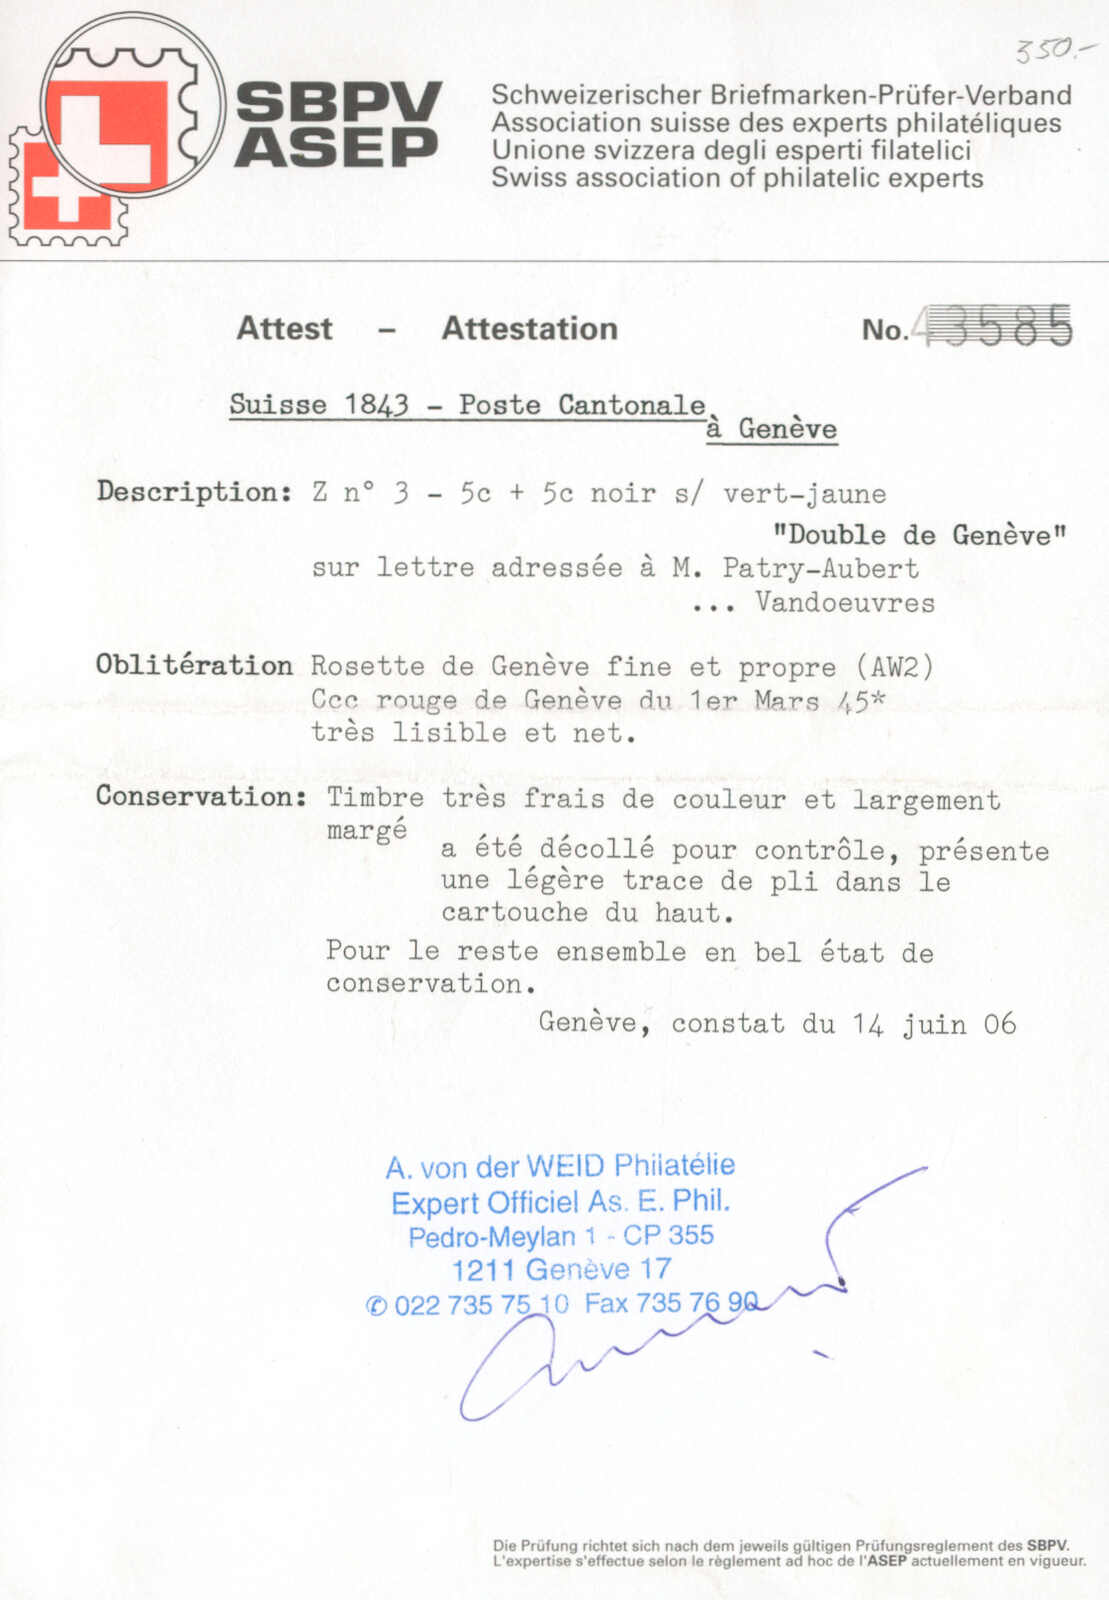 350.-
SBPV
ASEP
Schweizerischer Briefmarken-Prüfer-Verband
Association suisse des experts philatéliques
Unione svizzera degli esperti filatelici
Swiss association of philatelic experts
Attest - Attestation No. 43585
Suisse 1843 - Poste Cantonale
à Genève
Description: Z n° 3 - 5c + 5c noir s/ vert-jaune
"Double de Genève"
sur lettre adressée à M. Patry-Aubert
... Vandoeuvres
Oblitération Rosette de Genève fine et propre (AW2)
Ccc rouge de Genève du 1er Mars 45*
très lisible et net.
Conservation: Timbre très frais de couleur et largement
margé
a été décollé pour contrôle, présente
une légère trace de pli dans le
cartouche du haut.
Pour le reste ensemble en bel état de
conservation.
Genève, constat du 14 juin 06
A. von der WEID Philatélie
Expert Officiel As. E. Phil.
Pedro-Meylan 1 - CP 355
1211 Genève 17
✆ 022 735 75 10 Fax 735 76 90
Die Prüfung richtet sich nach dem jeweils gültigen Prüfungsreglement des SBPV.
L'expertise s'effectue selon le règlement ad hoc de l'ASEP actuellement en vigueur.